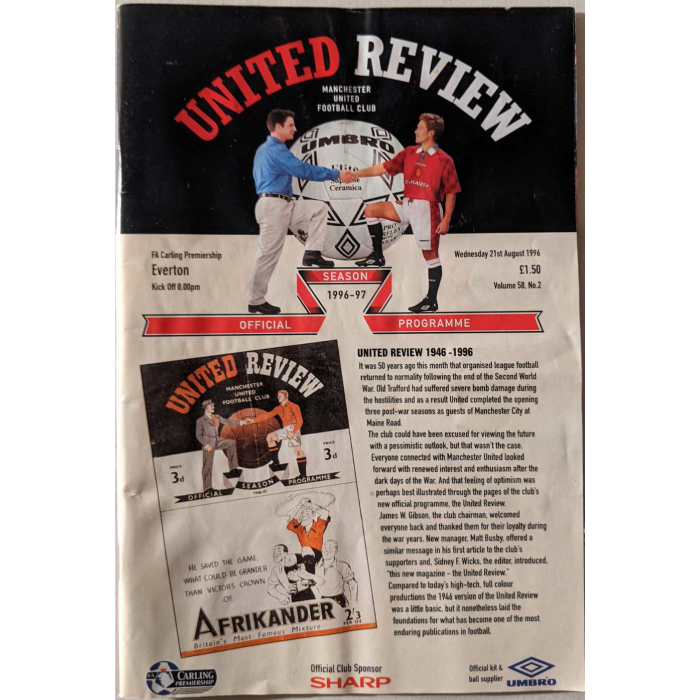 UNITED REVIEW
MANCHESTER
UNITED
FOOTBALL CLUB
UMBRO
Elite
Supreme
Ceramica
SHARP
FA Carling Premiership
Everton
Kick Off 8.00pm
Wednesday 21st August 1996
£1.50
Volume 58, No.2
SEASON
1996-97
OFFICIAL
PROGRAMME
UNITED REVIEW
MANCHESTER
UNITED
FOOTBALL CLUB
PRICE
3d
PRICE
3d
OFFICIAL
SEASON
PROGRAMME
1946-47
HE SAVED THE GAME.
WHAT COULD BE GRANDER
THAN VICTORS CROWN
OF
AFRIKANDER
2/3
PER OZ.
Britain's Most Famous Mixture.
UNITED REVIEW 1946 -1996
It was 50 years ago this month that organised league football
returned to normality following the end of the Second World
War. Old Trafford had suffered severe bomb damage during
the hostilities and as a result United completed the opening
three post-war seasons as guests of Manchester City at
Maine Road.
The club could have been excused for viewing the future
with a pessimistic outlook, but that wasn't the case.
Everyone connected with Manchester United looked
forward with renewed interest and enthusiasm after the
dark days of the War. And that feeling of optimism was
perhaps best illustrated through the pages of the club's
new official programme, the United Review.
James W. Gibson, the club chairman, welcomed
everyone back and thanked them for their loyalty during
the war years. New manager, Matt Busby, offered a
similar message in his first article to the club's
supporters and, Sidney F. Wicks, the editor, introduced,
"this new magazine – the United Review."
Compared to today's high-tech, full colour
productions the 1946 version of the United Review
was a little basic, but it nonetheless laid the
foundations for what has become one of the most
enduring publications in football.
FA
CARLING
PREMIERSHIP
Official Club Sponsor
SHARP
Official kit &
ball supplier
UMBRO